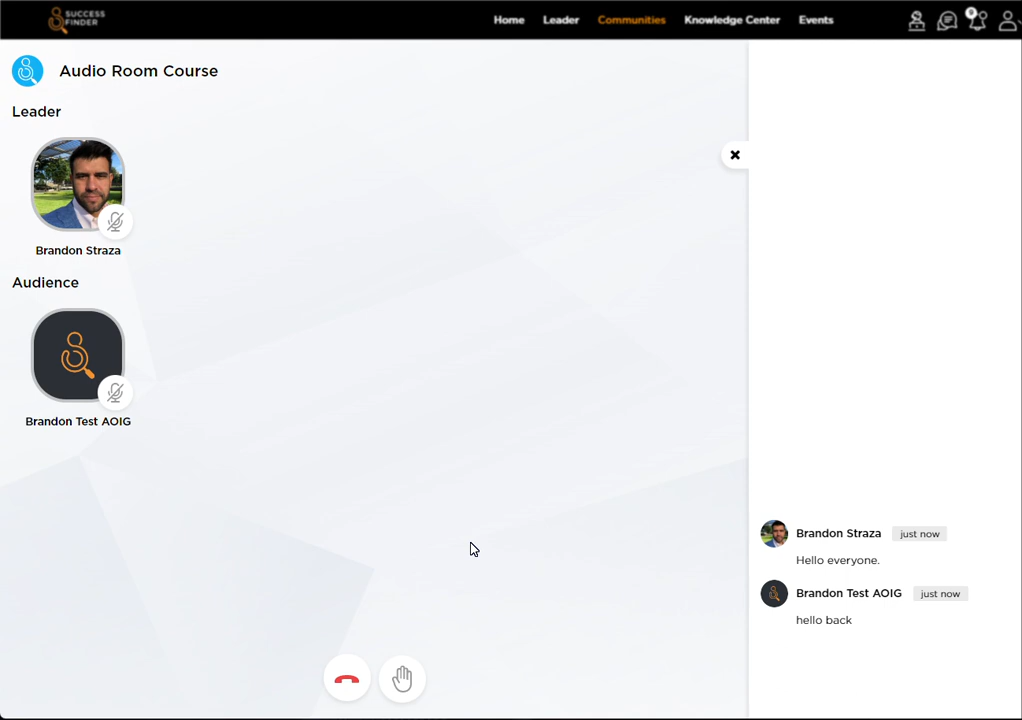 SUCCESS
FINDER
Home Leader Communities Knowledge Center Events
Audio Room Course
Leader
Brandon Straza
Audience
Brandon Test AOIG
Brandon Straza just now
Hello everyone.
Brandon Test AOIG just now
hello back